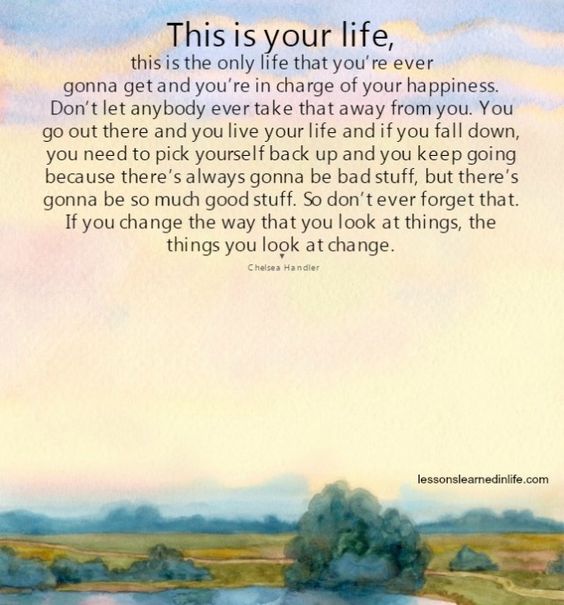 This is your life,
this is the only life that you're ever
gonna get and you're in charge of your happiness.
Don't let anybody ever take that away from you. You
go out there and you live your life and if you fall down,
you need to pick yourself back up and you keep going
because there's always gonna be bad stuff, but there's
gonna be so much good stuff. So don't ever forget that.
If you change the way that you look at things, the
things you look at change.
Chelsea Handler
lessonslearnedinlife.com